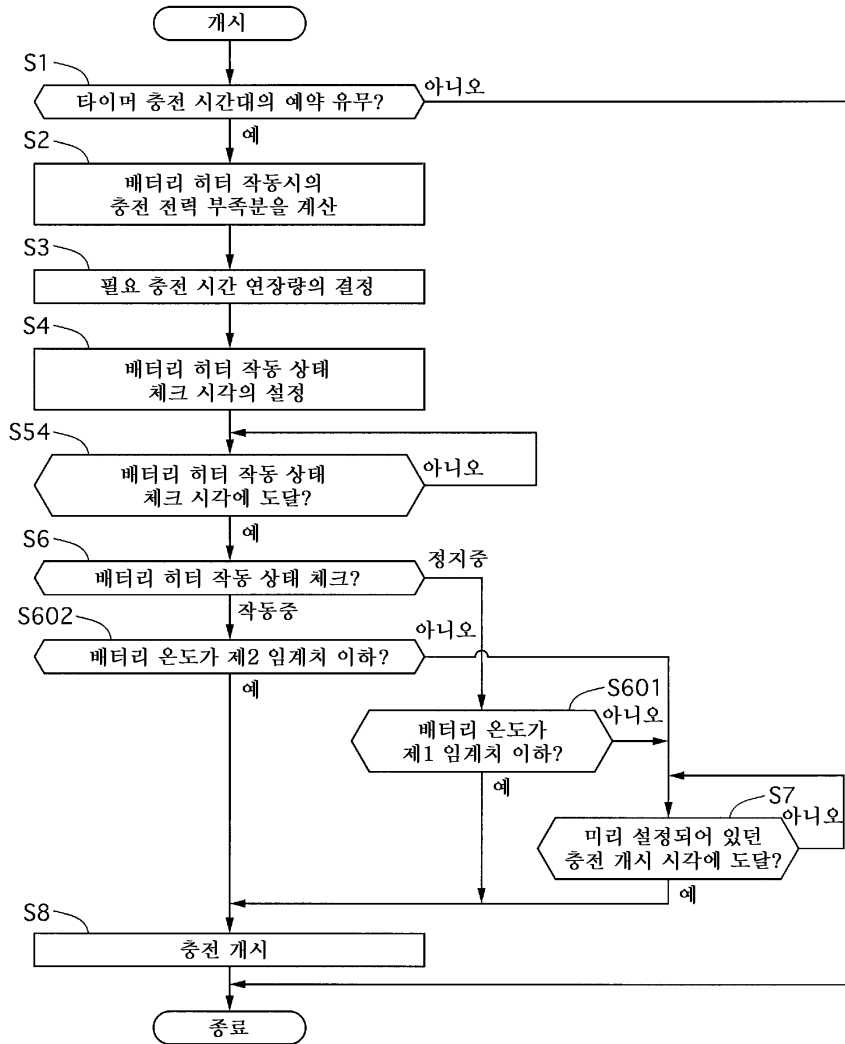 개시
S1
타이머 충전 시간대의 예약 유무?
아니오
예
S2
배터리 히터 작동시의
충전 전력 부족분을 계산
S3
필요 충전 시간 연장량의 결정
S4
배터리 히터 작동 상태
체크 시각의 설정
S54
배터리 히터 작동 상태
체크 시각에 도달?
아니오
예
S6
배터리 히터 작동 상태 체크?
정지중
작동중
S602
배터리 온도가 제2 임계치 이하?
아니오
예
S601
배터리 온도가
제1 임계치 이하?
아니오
예
S7
미리 설정되어 있던
충전 개시 시각에 도달?
아니오
예
S8
충전 개시
종료